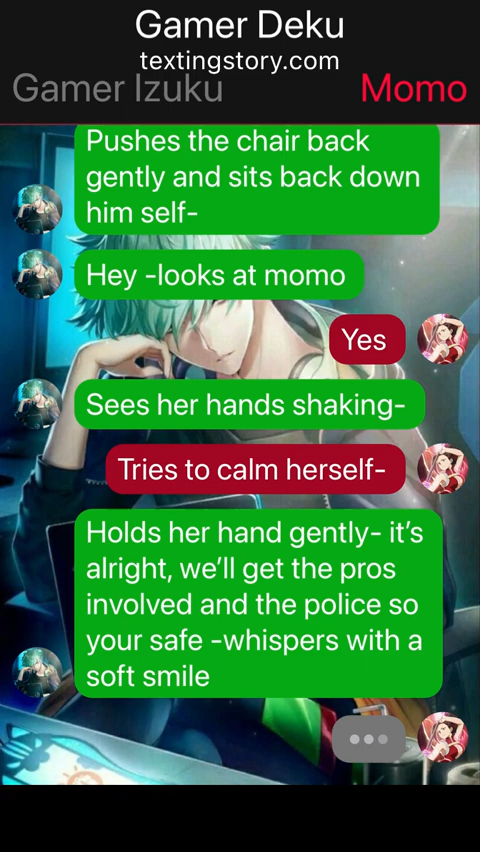 Gamer Deku
textingstory.com
Gamer Izuku Momo
Pushes the chair back
gently and sits back down
him self-
Hey -looks at momo
Yes
Sees her hands shaking-
Tries to calm herself-
Holds her hand gently- it’s
alright, we’ll get the pros
involved and the police so
your safe -whispers with a
soft smile